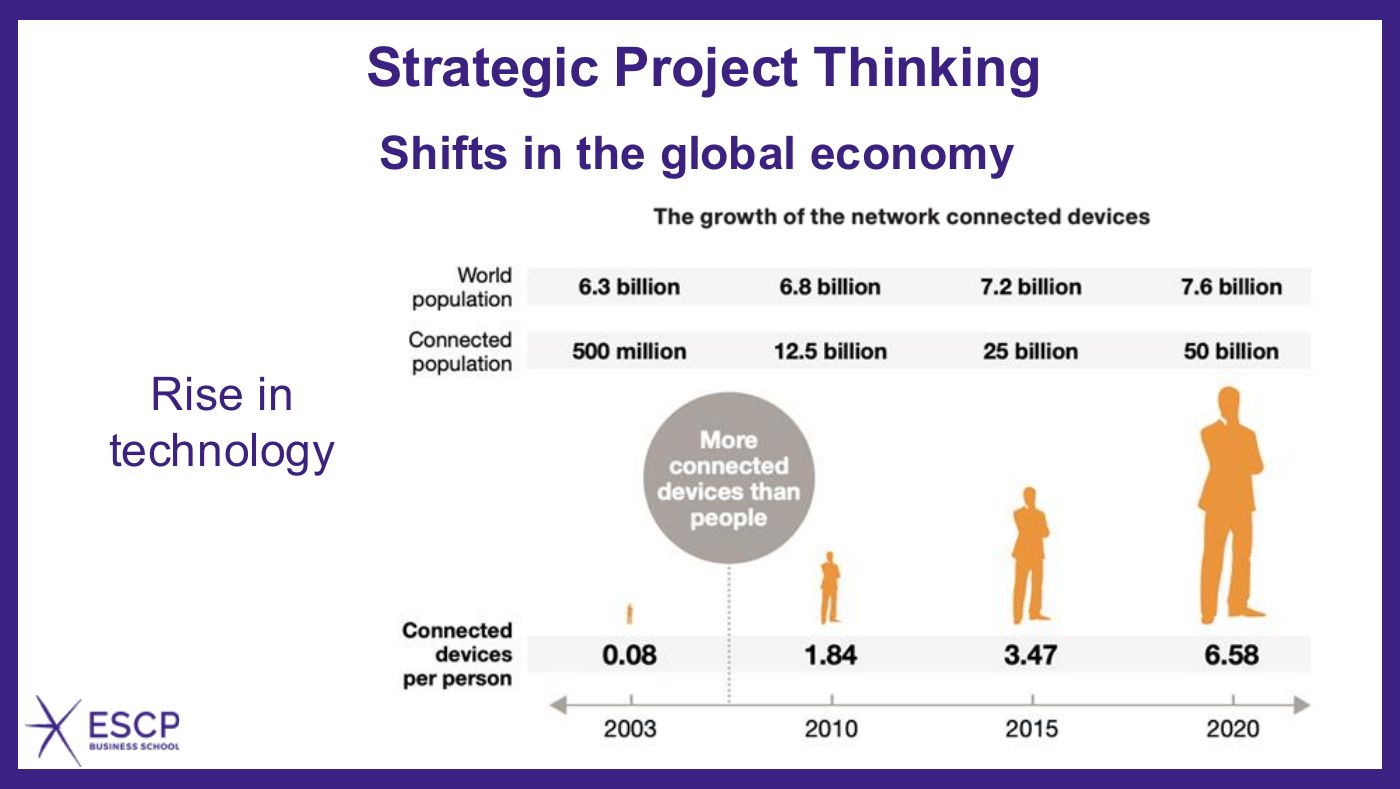 Strategic Project Thinking
Shifts in the global economy
The growth of the network connected devices
World
population
6.3 billion 6.8 billion 7.2 billion 7.6 billion
Connected
population
500 million 12.5 billion 25 billion 50 billion
Rise in
technology
More
connected
devices than
people
Connected
devices
per person
0.08 1.84 3.47 6.58
2003 2010 2015 2020
ESCP
BUSINESS SCHOOL